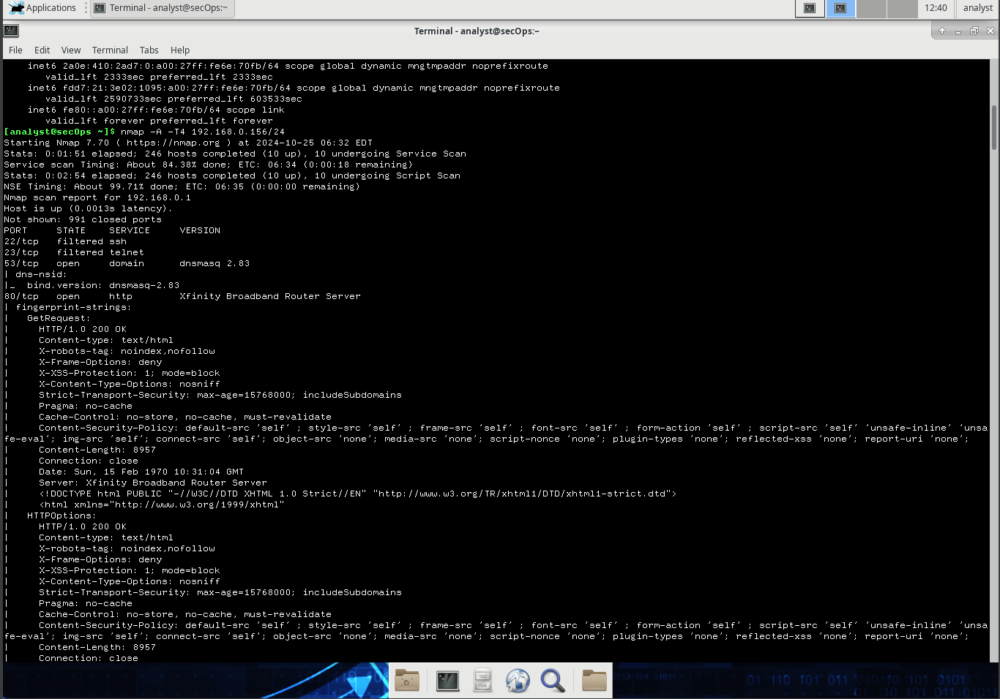 Applications
Terminal - analyst@secOps:~
12:40
analyst
Terminal - analyst@secOps:~
File Edit View Terminal Tabs Help
inet6 2a0e:410:2ad7:0:a00:27ff:fe6e:70fb/64 scope global dynamic mngtmpaddr noprefixroute
valid_lft 2333sec preferred_lft 2333sec
inet6 fdd7:21:3e02:1095:a00:27ff:fe6e:70fb/64 scope global dynamic mngtmpaddr noprefixroute
valid_lft 2590733sec preferred_lft 603533sec
inet6 fe80::a00:27ff:fe6e:70fb/64 scope link
valid_lft forever preferred_lft forever
[analyst@secOps ~]$ nmap -A -T4 192.168.0.156/24
Starting Nmap 7.70 ( https://nmap.org ) at 2024-10-25 06:32 EDT
Stats: 0:01:51 elapsed; 246 hosts completed (10 up), 10 undergoing Service Scan
Service scan Timing: About 84.38% done; ETC: 06:34 (0:00:18 remaining)
Stats: 0:02:54 elapsed; 246 hosts completed (10 up), 10 undergoing Script Scan
NSE Timing: About 99.71% done; ETC: 06:35 (0:00:00 remaining)
Nmap scan report for 192.168.0.1
Host is up (0.0013s latency).
Not shown: 991 closed ports
PORT     STATE    SERVICE     VERSION
22/tcp   filtered ssh
23/tcp   filtered telnet
53/tcp   open     domain      dnsmasq 2.83
| dns-nsid:
|_  bind.version: dnsmasq-2.83
80/tcp   open     http        Xfinity Broadband Router Server
| fingerprint-strings:
|   GetRequest:
|     HTTP/1.0 200 OK
|     Content-type: text/html
|     X-robots-tag: noindex,nofollow
|     X-Frame-Options: deny
|     X-XSS-Protection: 1; mode=block
|     X-Content-Type-Options: nosniff
|     Strict-Transport-Security: max-age=15768000; includeSubdomains
|     Pragma: no-cache
|     Cache-Control: no-store, no-cache, must-revalidate
|     Content-Security-Policy: default-src 'self' ; style-src 'self' ; frame-src 'self' ; font-src 'self' ; form-action 'self' ; script-src 'self' 'unsafe-inline' 'unsa
fe-eval'; img-src 'self'; connect-src 'self'; object-src 'none'; media-src 'none'; script-nonce 'none'; plugin-types 'none'; reflected-xss 'none'; report-uri 'none';
|     Content-Length: 8957
|     Connection: close
|     Date: Sun, 15 Feb 1970 10:31:04 GMT
|     Server: Xfinity Broadband Router Server
|     <!DOCTYPE html PUBLIC "-//W3C//DTD XHTML 1.0 Strict//EN" "http://www.w3.org/TR/xhtml1/DTD/xhtml1-strict.dtd">
|     <html xmlns="http://www.w3.org/1999/xhtml"
|   HTTPOptions:
|     HTTP/1.0 200 OK
|     Content-type: text/html
|     X-robots-tag: noindex,nofollow
|     X-Frame-Options: deny
|     X-XSS-Protection: 1; mode=block
|     X-Content-Type-Options: nosniff
|     Strict-Transport-Security: max-age=15768000; includeSubdomains
|     Pragma: no-cache
|     Cache-Control: no-store, no-cache, must-revalidate
|     Content-Security-Policy: default-src 'self' ; style-src 'self' ; frame-src 'self' ; font-src 'self' ; form-action 'self' ; script-src 'self' 'unsafe-inline' 'unsa
fe-eval'; img-src 'self'; connect-src 'self'; object-src 'none'; media-src 'none'; script-nonce 'none'; plugin-types 'none'; reflected-xss 'none'; report-uri 'none';
|     Content-Length: 8957
|     Connection: close